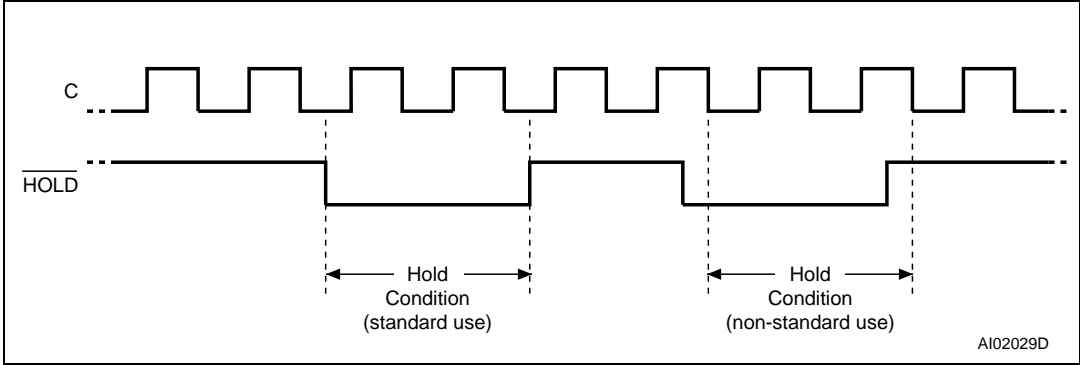 C
HOLD
Hold
Condition
(standard use)
Hold
Condition
(non-standard use)
AI02029D